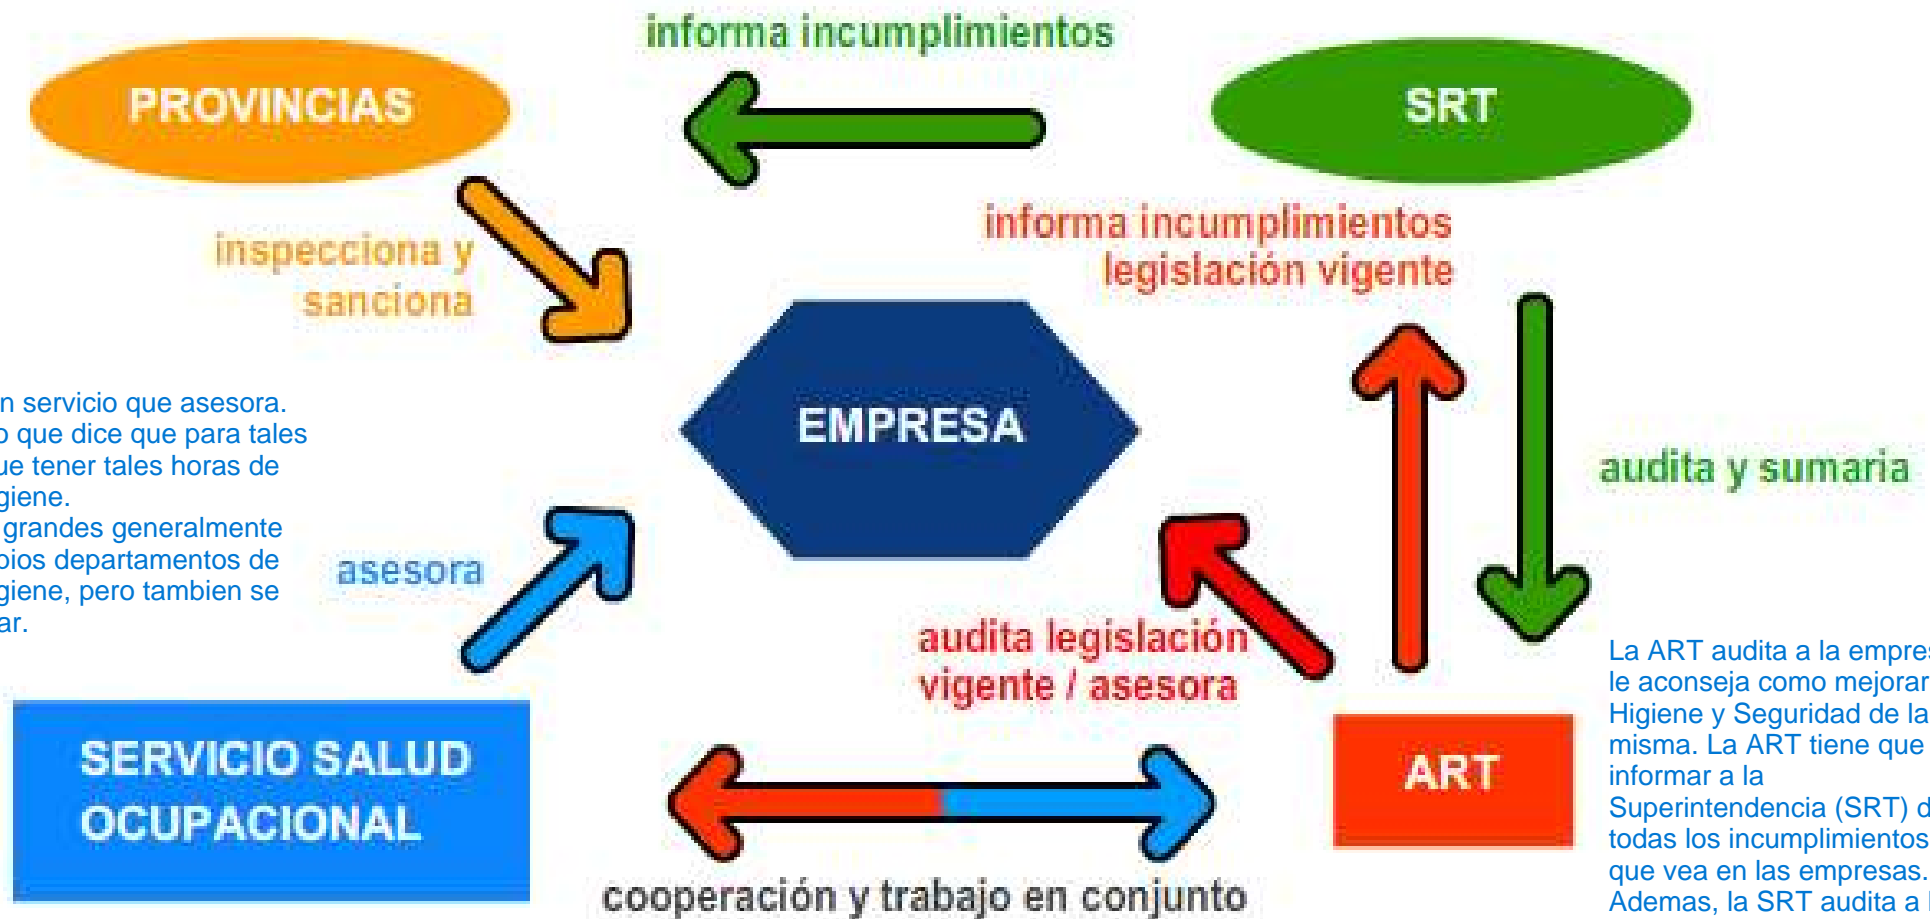 informa incumplimientos
PROVINCIAS
SRT
informa incumplimientos
legislación vigente
inspecciona y
sanciona
n servicio que asesora.
o que dice que para tales
ue tener tales horas de
giene.
grandes generalmente
pios departamentos de
giene, pero tambien se
ar.
EMPRESA
audita y sumaria
asesora
audita legislación
vigente / asesora
La ART audita a la empres
le aconseja como mejorar
Higiene y Seguridad de la
misma. La ART tiene que
informar a la
Superintendencia (SRT) d
todas los incumplimientos
que vea en las empresas.
Ademas, la SRT audita a l
SERVICIO SALUD
OCUPACIONAL
ART
cooperación y trabajo en conjunto